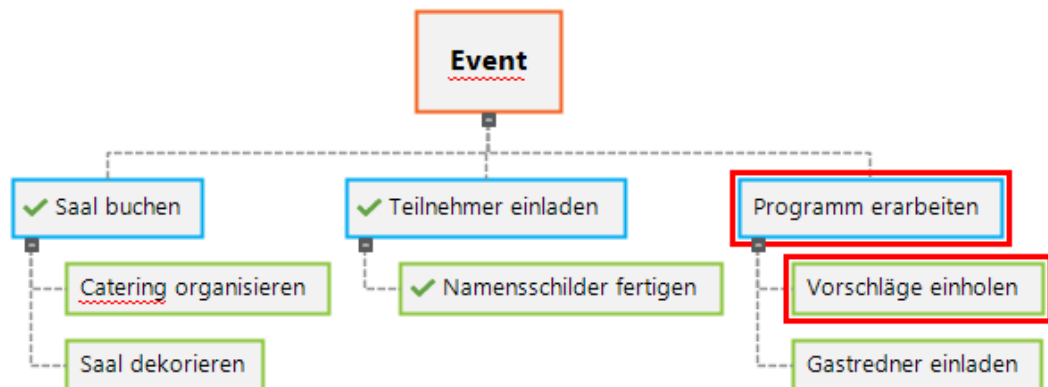 Event
Saal buchen
Teilnehmer einladen
Programm erarbeiten
Catering organisieren
Namensschilder fertigen
Vorschläge einholen
Saal dekorieren
Gastredner einladen